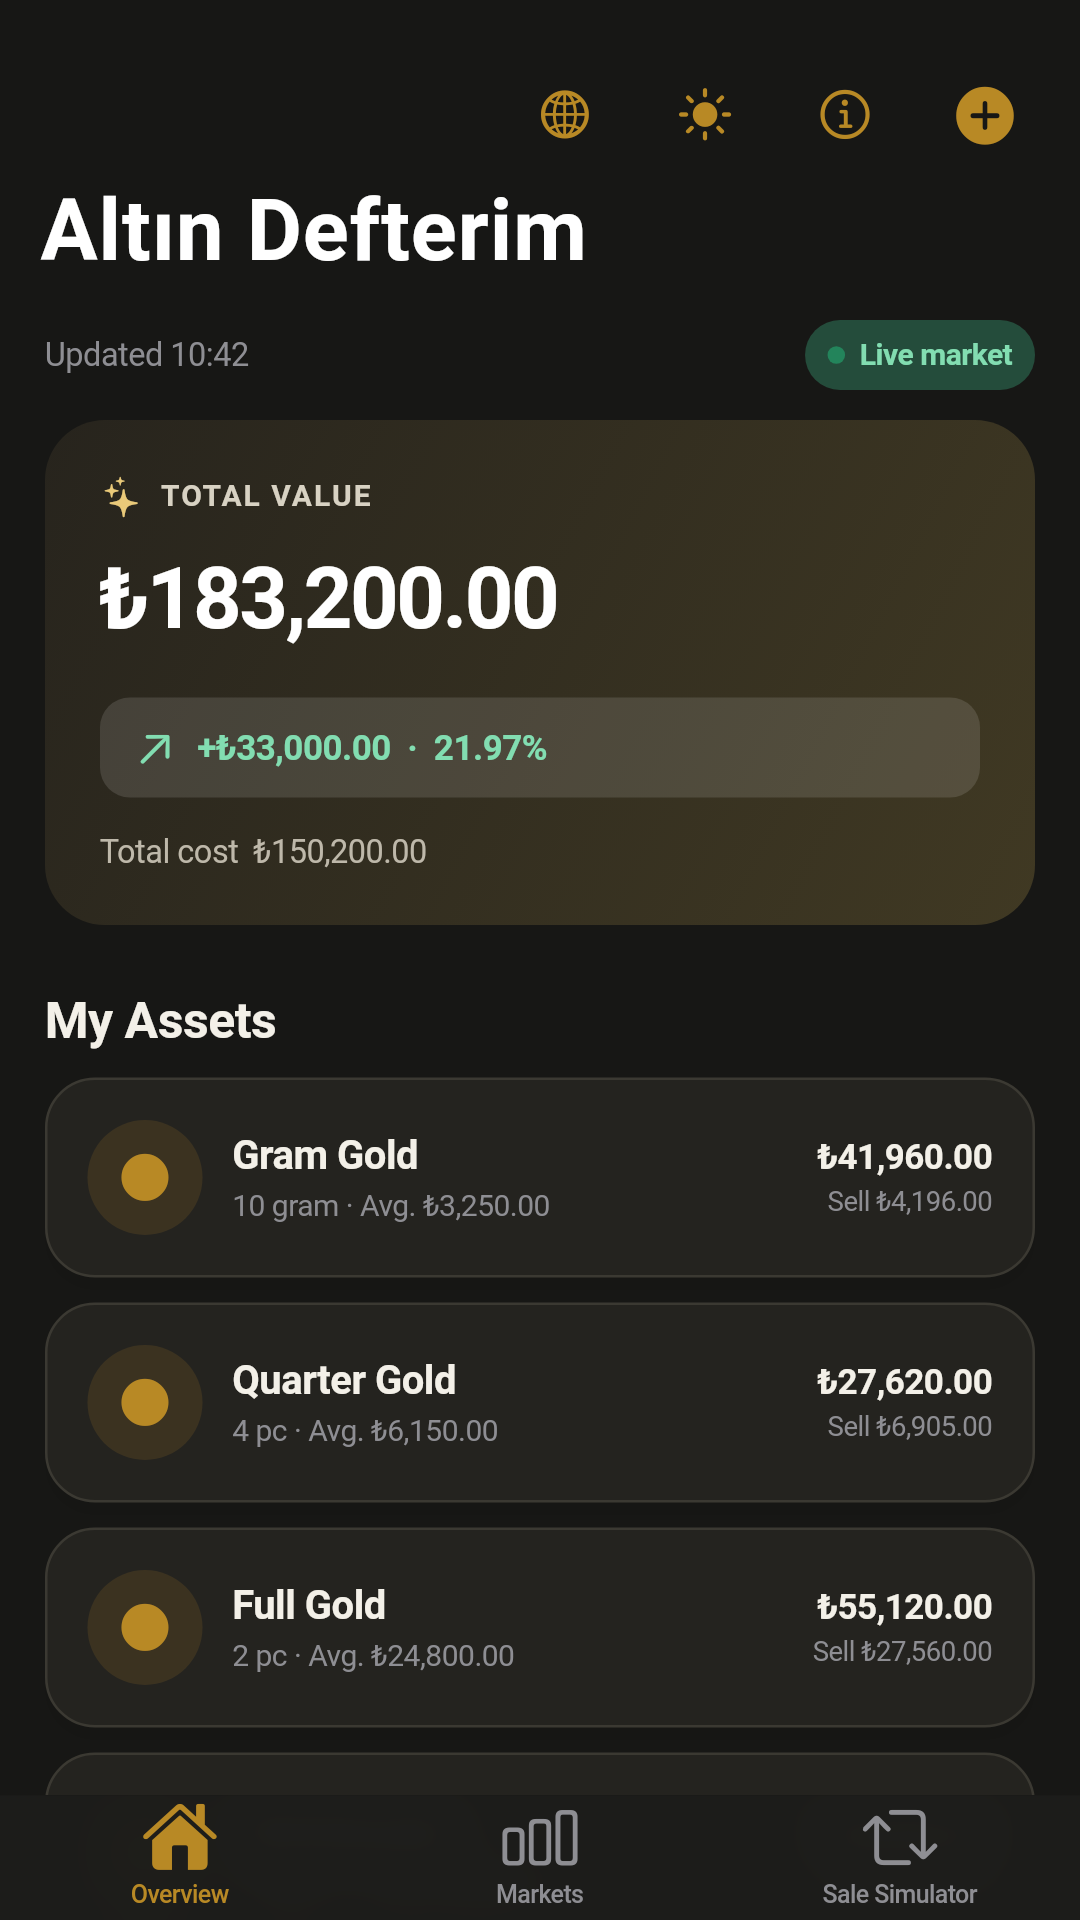 Altın Defterim
Updated 10:42
Live market
TOTAL VALUE
₺183,200.00
+₺33,000.00 · 21.97%
Total cost ₺150,200.00
My Assets
Gram Gold
₺41,960.00
10 gram · Avg. ₺3,250.00
Sell ₺4,196.00
Quarter Gold
₺27,620.00
4 pc · Avg. ₺6,150.00
Sell ₺6,905.00
Full Gold
₺55,120.00
2 pc · Avg. ₺24,800.00
Sell ₺27,560.00
Overview
Markets
Sale Simulator